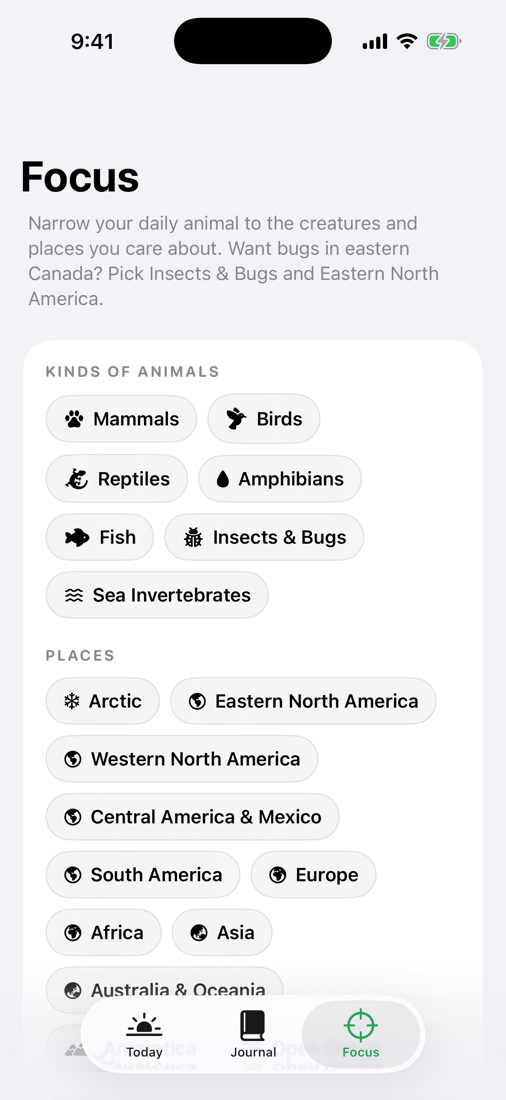 9:41
Focus
Narrow your daily animal to the creatures and
places you care about. Want bugs in eastern
Canada? Pick Insects & Bugs and Eastern North
America.
KINDS OF ANIMALS
Mammals Birds
Reptiles Amphibians
Fish Insects & Bugs
Sea Invertebrates
PLACES
Arctic Eastern North America
Western North America
Central America & Mexico
South America Europe
Africa Asia
Australia & Oceania
Antarctica
Today Journal Focus